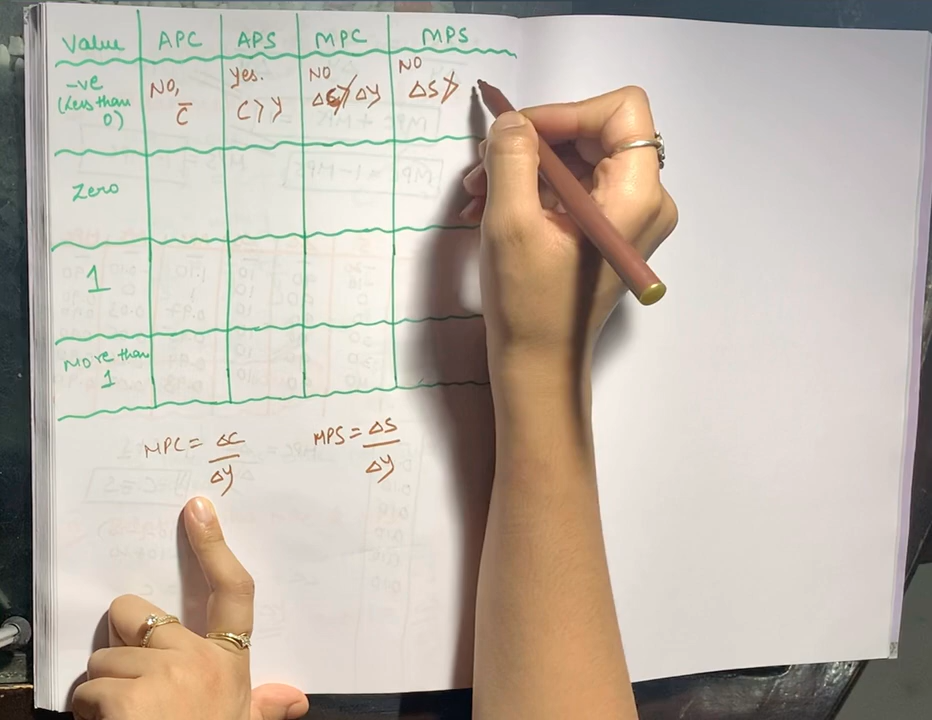 Value APC APS MPC MPS
-ve (Less than 0) NO, C̅ Yes. C > Y NO ΔY NO ΔS ≯
Zero
1
More than 1
MPC = ΔC/ΔY MPS = ΔS/ΔY